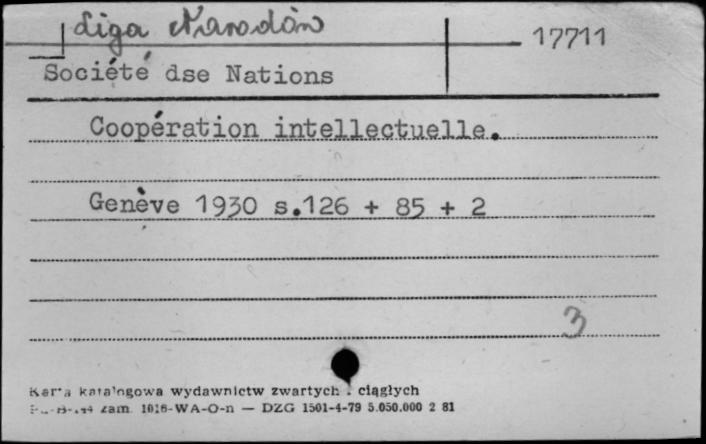 Liga Narodów
17711
Société dse Nations
Coopération intellectuelle.
Genève 1930 s.126 + 85 + 2
3
Karta katalogowa wydawnictw zwartych i ciągłych
zam. 1016-WA-O-n — DZG 1501-4-79 5.050.000 2 81